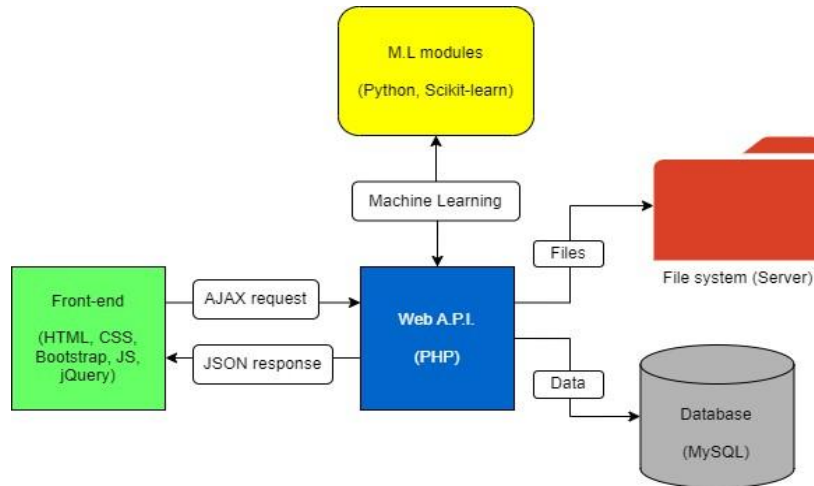 M.L modules
(Python, Scikit-learn)
Machine Learning
Files
File system (Server)
Front-end
(HTML, CSS,
Bootstrap, JS,
jQuery)
AJAX request
JSON response
Web A.P.I.
(PHP)
Data
Database
(MySQL)